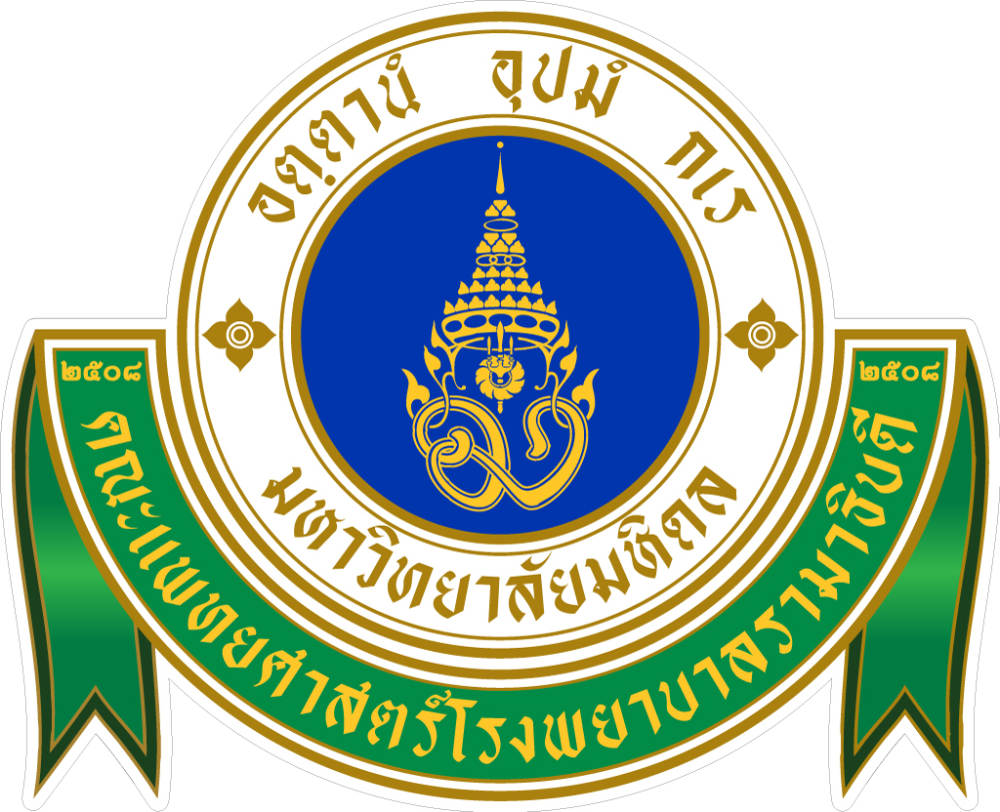 อตฺตานํ อุปมํ กเร
มหาวิทยาลัยมหิดล
๒๕๐๘
๒๕๐๘
คณะแพทยศาสตร์โรงพยาบาลรามาธิบดี